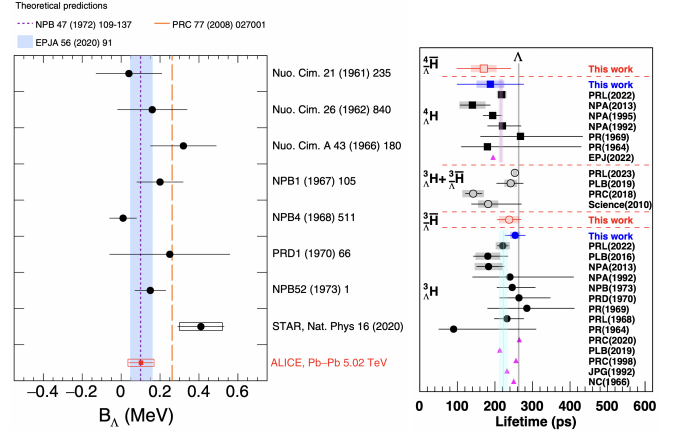 Theoretical predictions
NPB 47 (1972) 109-137
PRC 77 (2008) 027001
EPJA 56 (2020) 91
Nuo. Cim. 21 (1961) 235
Nuo. Cim. 26 (1962) 840
Nuo. Cim. A 43 (1966) 180
NPB1 (1967) 105
NPB4 (1968) 511
PRD1 (1970) 66
NPB52 (1973) 1
STAR, Nat. Phys 16 (2020)
ALICE, Pb−Pb 5.02 TeV
−0.4 −0.2 0 0.2 0.4 0.6
B_Λ (MeV)
Λ
⁴_Λ̅H̅
This work
⁴_ΛH
This work
PRL(2022)
NPA(2013)
NPA(1995)
NPA(1992)
PR(1969)
PR(1964)
EPJ(2022)
³_ΛH+³_Λ̅H̅
PRL(2023)
PLB(2019)
PRC(2018)
Science(2010)
³_Λ̅H̅
This work
³_ΛH
This work
PRL(2022)
PLB(2016)
NPA(2013)
NPA(1992)
NPB(1973)
PRD(1970)
PR(1969)
PRL(1968)
PR(1964)
PRC(2020)
PLB(2019)
PRC(1998)
JPG(1992)
NC(1966)
0 100 200 300 400 500 600
Lifetime (ps)